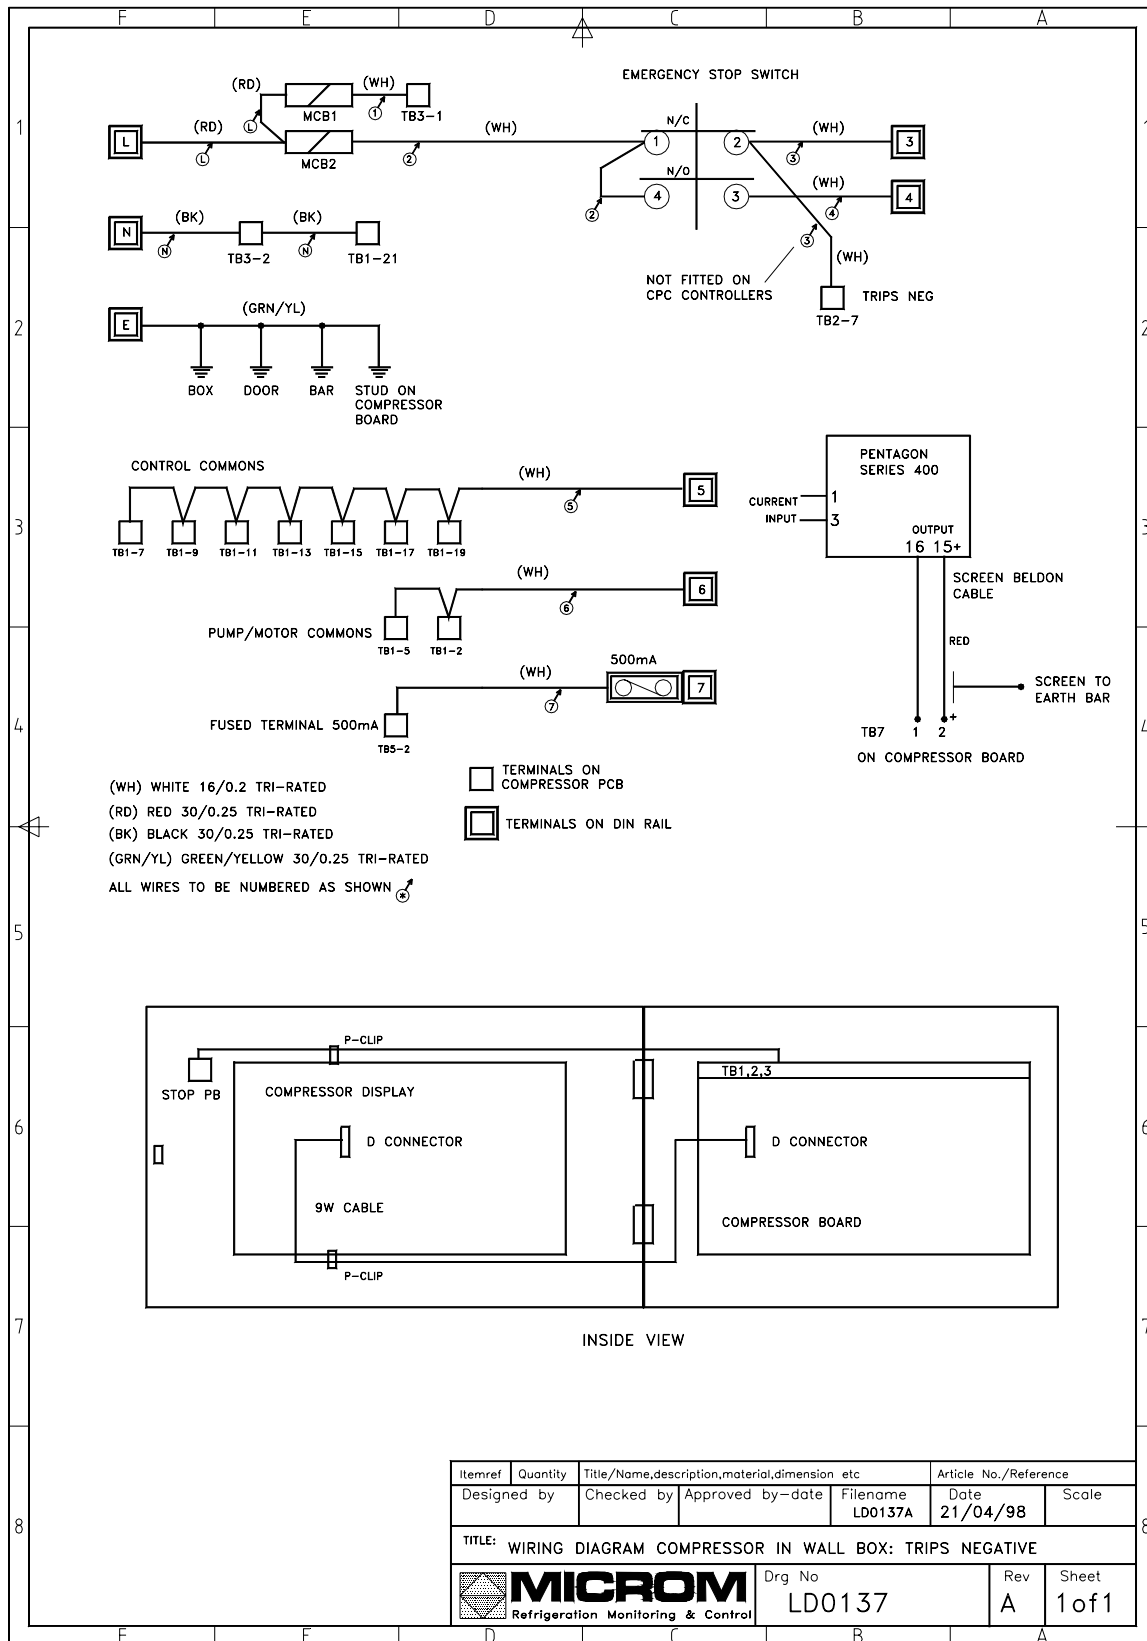 F E D C B A
EMERGENCY STOP SWITCH
(RD) (WH)
MCB1 TB3-1
L 1
1 1
L (RD) MCB2 (WH) N/C 1 2 (WH) 3
L 2 3
N/O
4 3 (WH) 4
2 4
N (BK) (BK)
N N
TB3-2 TB1-21
3
(WH)
NOT FITTED ON
CPC CONTROLLERS
TRIPS NEG
TB2-7
2 2
E (GRN/YL)
BOX DOOR BAR STUD ON
COMPRESSOR
BOARD
CONTROL COMMONS
(WH) 5
5
TB1-7 TB1-9 TB1-11 TB1-13 TB1-15 TB1-17 TB1-19
3 3
PENTAGON
SERIES 400
CURRENT 1
INPUT 3
OUTPUT
16 15+
SCREEN BELDON
CABLE
RED
SCREEN TO
EARTH BAR
+
TB7 1 2
ON COMPRESSOR BOARD
(WH) 6
6
PUMP/MOTOR COMMONS
TB1-5 TB1-2
500mA
(WH) 7
7
FUSED TERMINAL 500mA
TB5-2
4 4
(WH) WHITE 16/0.2 TRI-RATED
(RD) RED 30/0.25 TRI-RATED
(BK) BLACK 30/0.25 TRI-RATED
(GRN/YL) GREEN/YELLOW 30/0.25 TRI-RATED
ALL WIRES TO BE NUMBERED AS SHOWN *
TERMINALS ON
COMPRESSOR PCB
TERMINALS ON DIN RAIL
5 5
P-CLIP
STOP PB
COMPRESSOR DISPLAY
TB1,2,3
6 6
D CONNECTOR
D CONNECTOR
9W CABLE
COMPRESSOR BOARD
P-CLIP
7 7
INSIDE VIEW
Itemref Quantity Title/Name,description,material,dimension etc Article No./Reference
Designed by Checked by Approved by-date Filename Date Scale
LD0137A 21/04/98
8 8
TITLE: WIRING DIAGRAM COMPRESSOR IN WALL BOX: TRIPS NEGATIVE
MICROM
Refrigeration Monitoring & Control
Drg No Rev Sheet
LD0137 A 1of1
F E D C B A